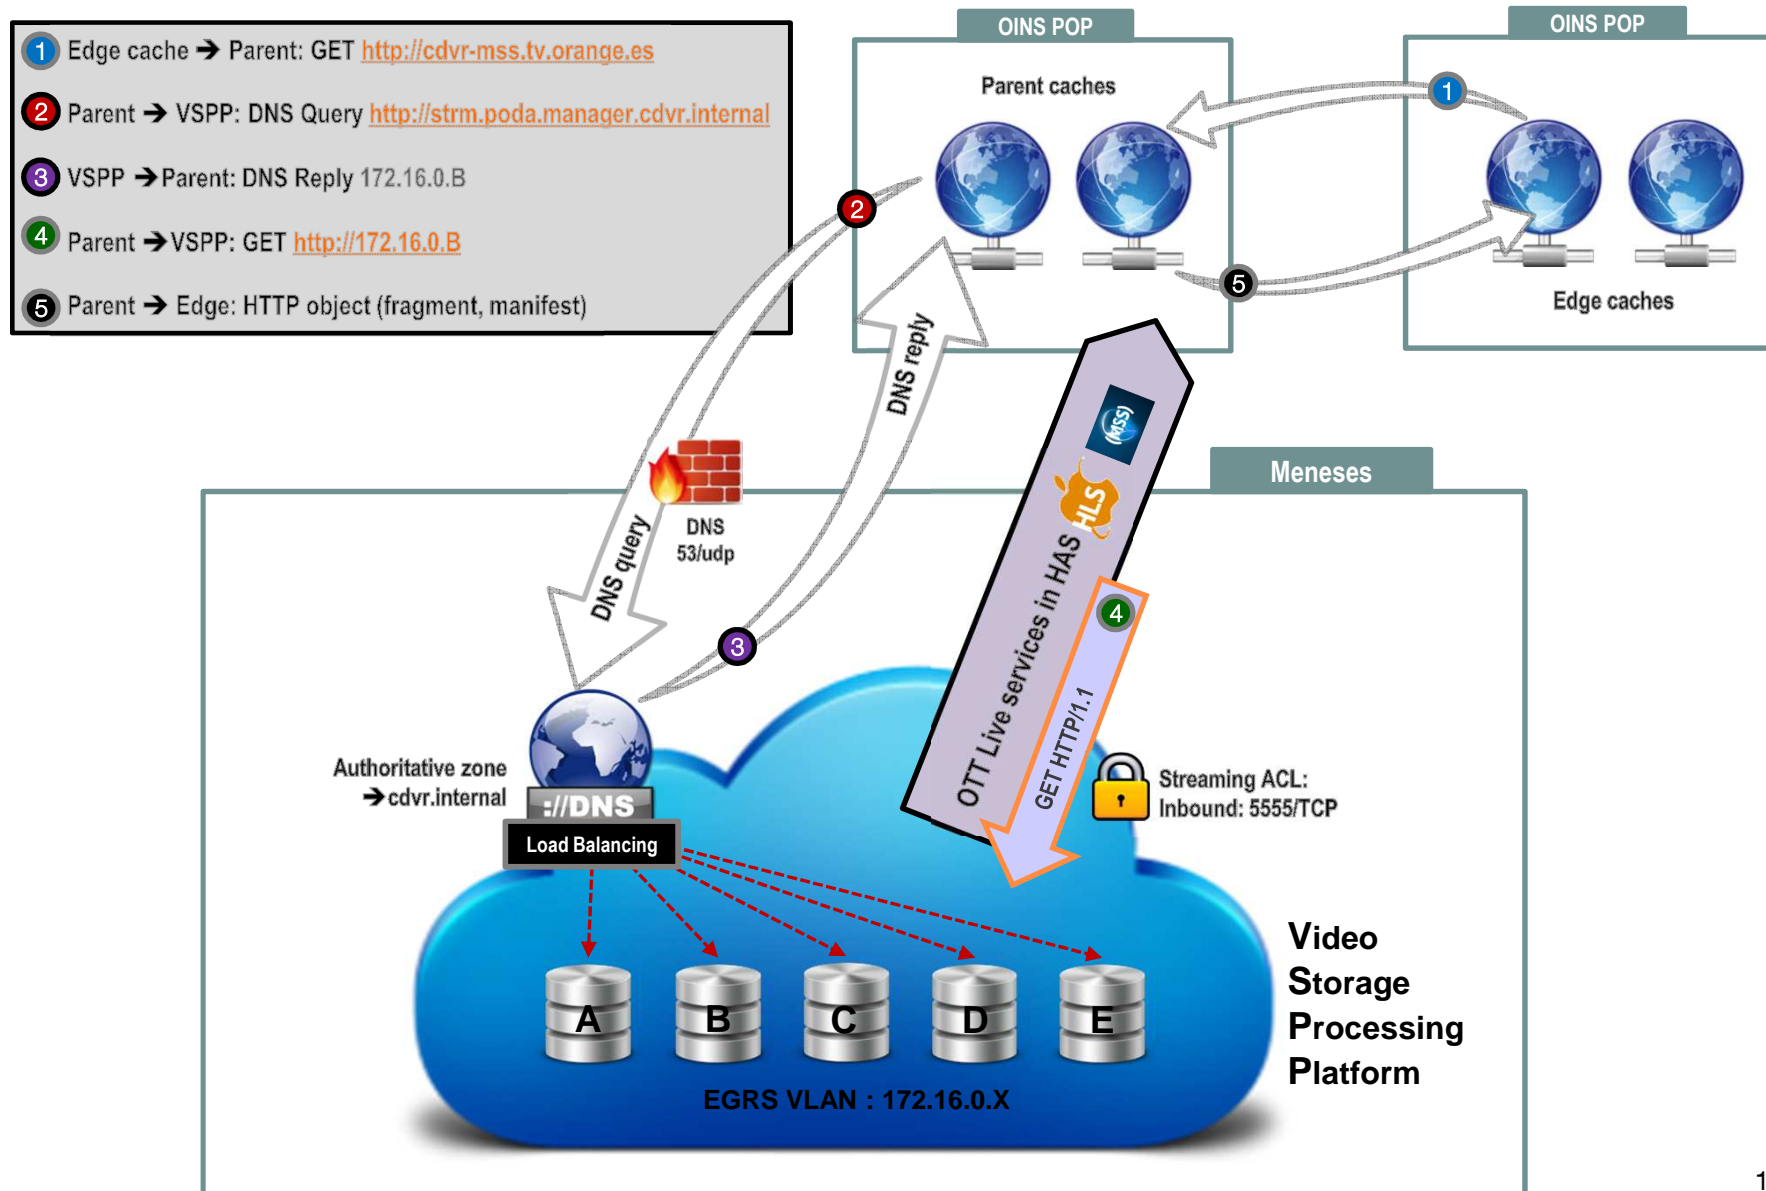 1 Edge cache ➔ Parent: GET http://cdvr-mss.tv.orange.es
2 Parent ➔ VSPP: DNS Query http://strm.poda.manager.cdvr.internal
3 VSPP ➔Parent: DNS Reply 172.16.0.B
4 Parent ➔VSPP: GET http://172.16.0.B
5 Parent ➔ Edge: HTTP object (fragment, manifest)
OINS POP
Parent caches
OINS POP
Edge caches
1
2
5
DNS reply
DNS query
DNS
53/udp
3
Meneses
(MSS)
HLS
OTT Live services in HAS
4
GET HTTP/1.1
Streaming ACL:
Inbound: 5555/TCP
Authoritative zone
➔cdvr.internal
://DNS
Load Balancing
A
B
C
D
E
EGRS VLAN : 172.16.0.X
Video
Storage
Processing
Platform
1